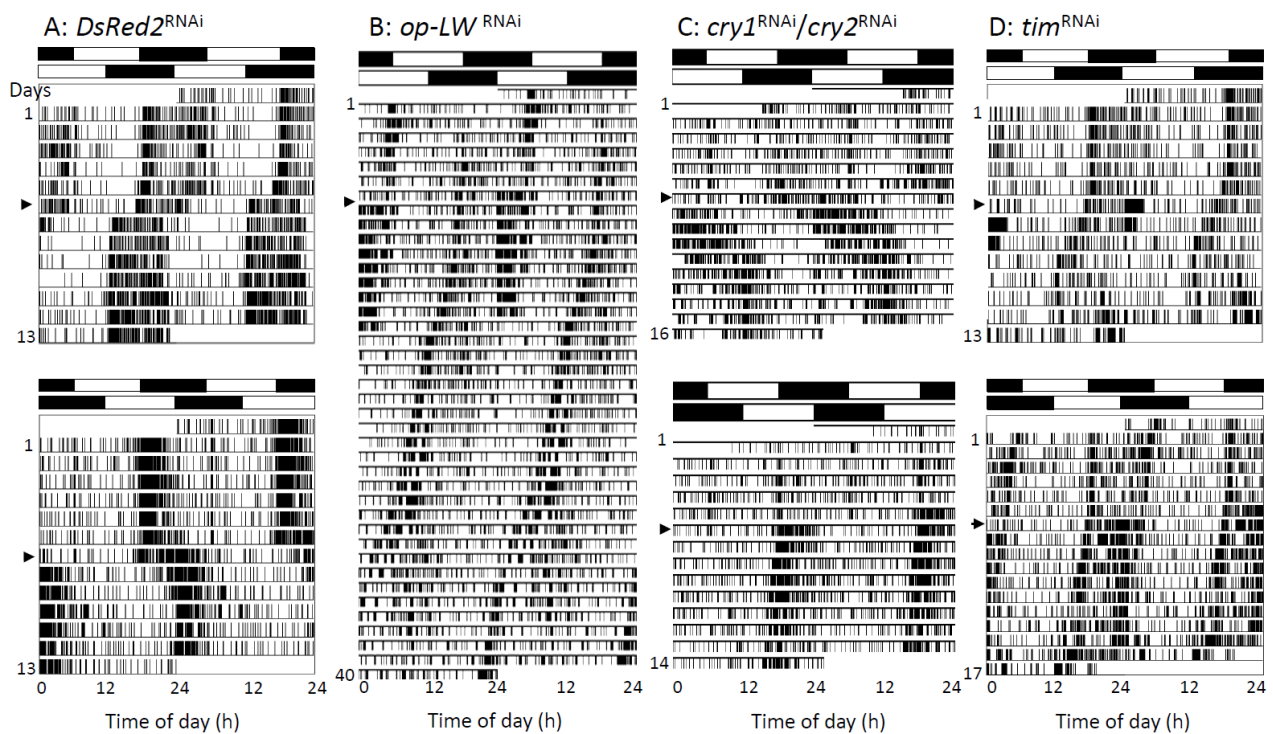 A: DsRed2RNAi
B: op-LW RNAi
C: cry1RNAi/cry2RNAi
D: timRNAi
Days
1
13
1
13
0 12 24 12 24
Time of day (h)
1
40
0 12 24 12 24
Time of day (h)
1
16
1
14
0 12 24 12 24
Time of day (h)
1
13
1
17
0 12 24 12 24
Time of day (h)